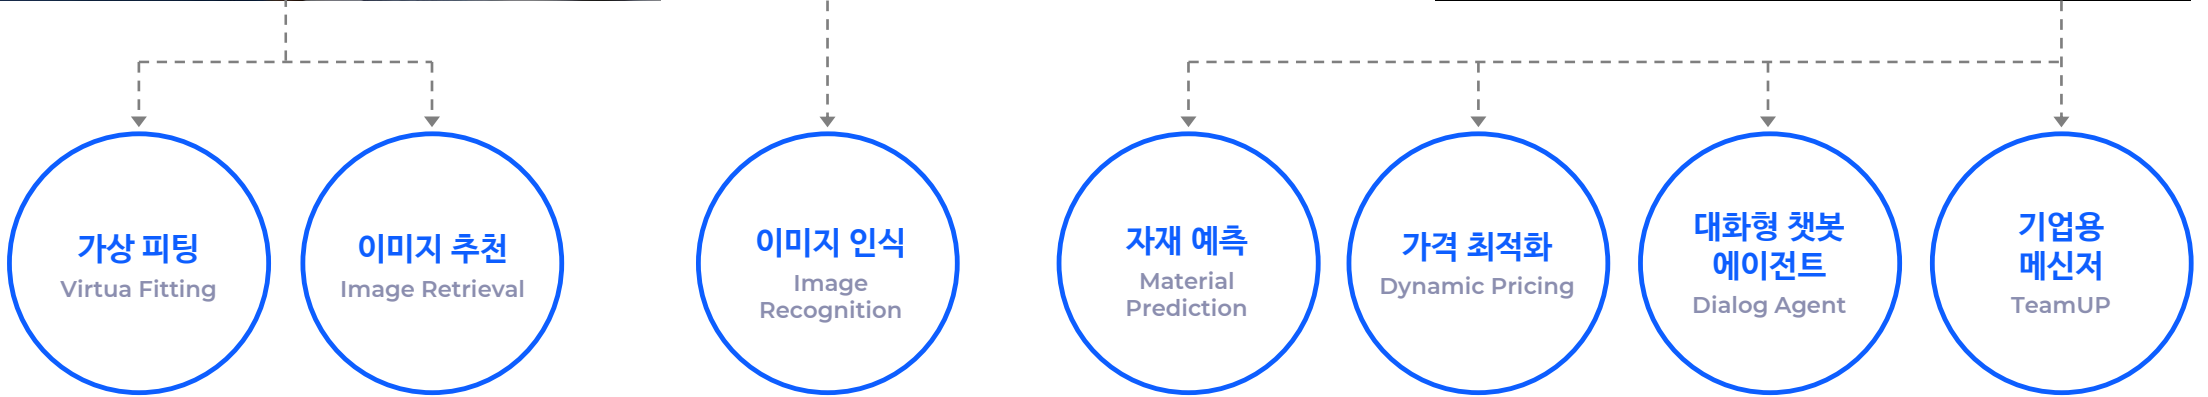 가상 피팅
Virtua Fitting
이미지 추천
Image Retrieval
이미지 인식
Image
Recognition
자재 예측
Material
Prediction
가격 최적화
Dynamic Pricing
대화형 챗봇
에이전트
Dialog Agent
기업용
메신저
TeamUP